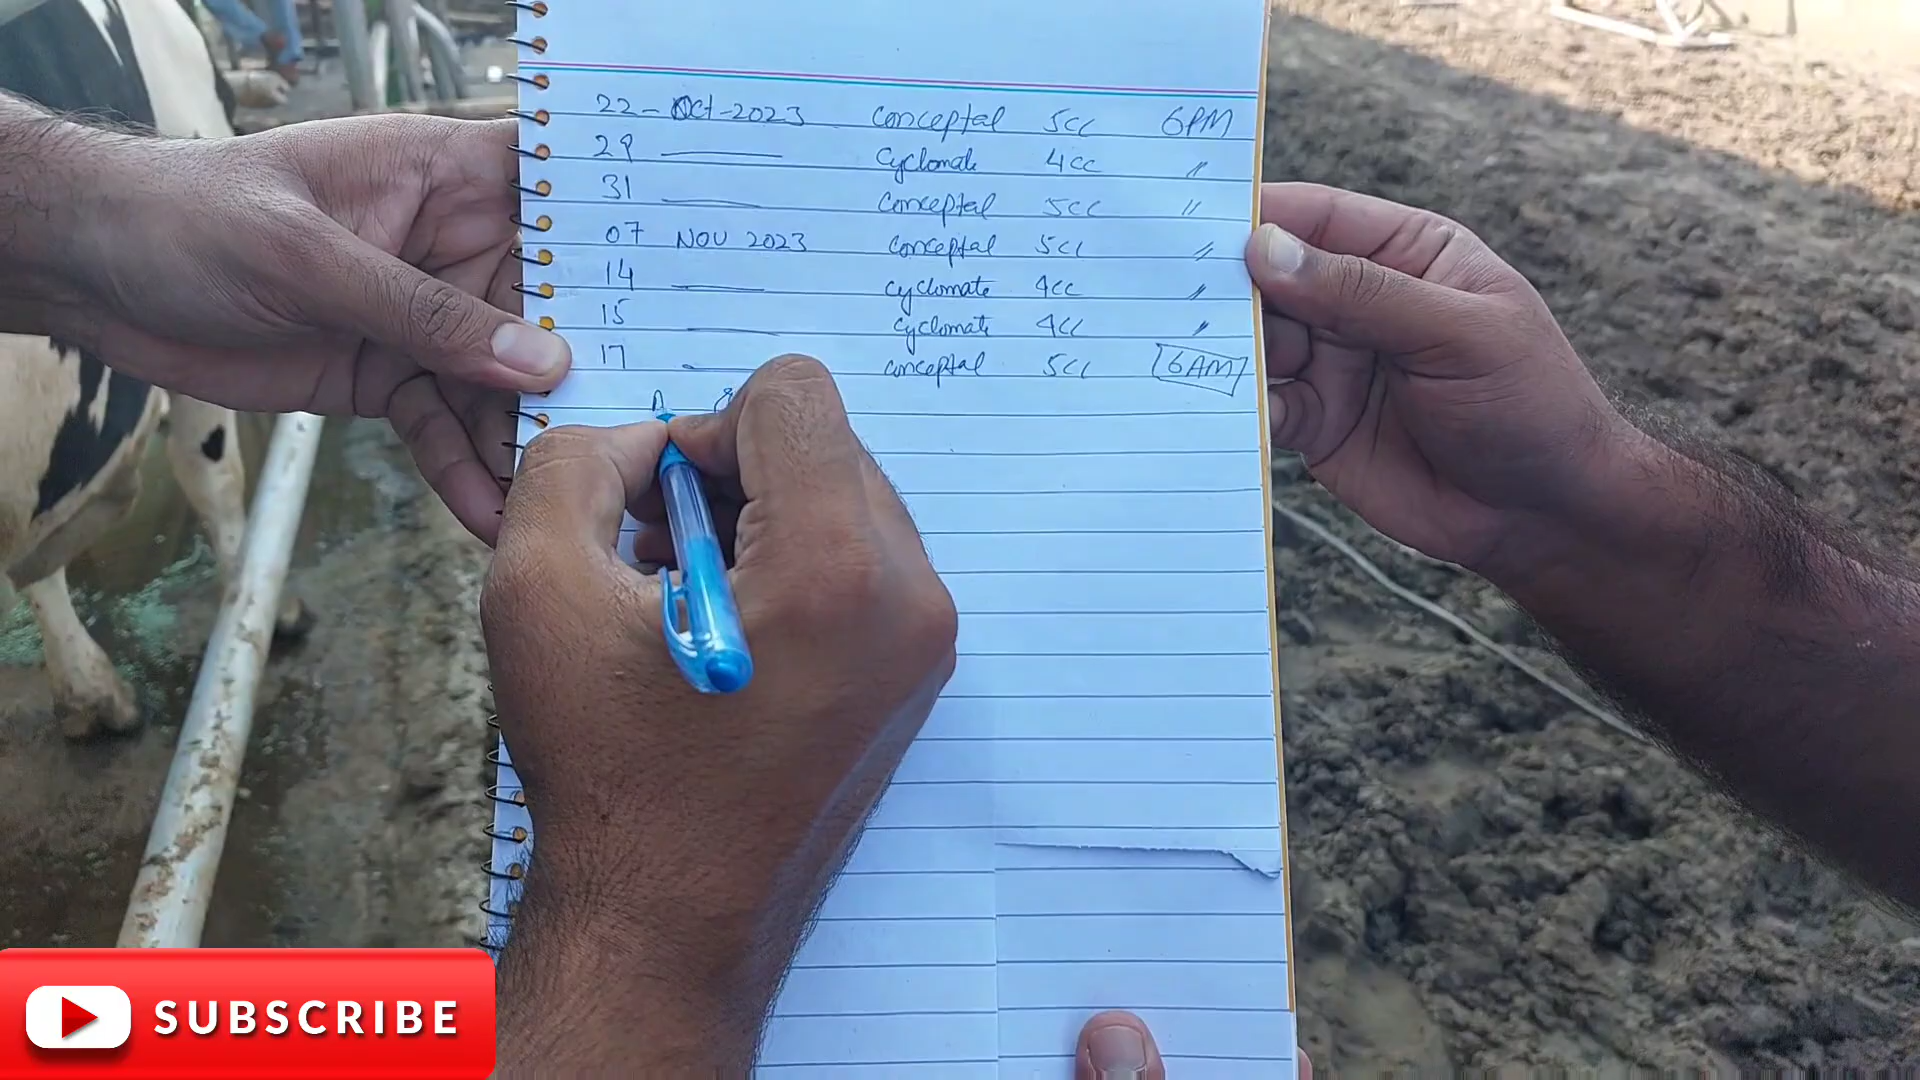 22-Oct-2023 conceptal 5cc 6PM
29 —— cyclomate 4cc "
31 —— conceptal 5cc "
07 NOV 2023 conceptal 5cc "
14 —— cyclomate 4cc "
15 —— cyclomate 4cc "
17 —— conceptal 5cc 6AM
A
SUBSCRIBE